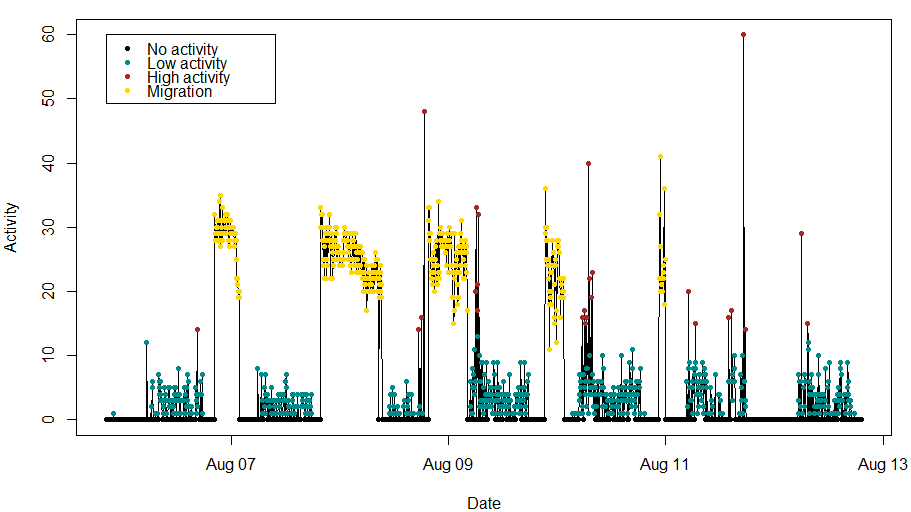 60
50
40
30
20
10
0
Activity
No activity
Low activity
High activity
Migration
Aug 07
Aug 09
Aug 11
Aug 13
Date